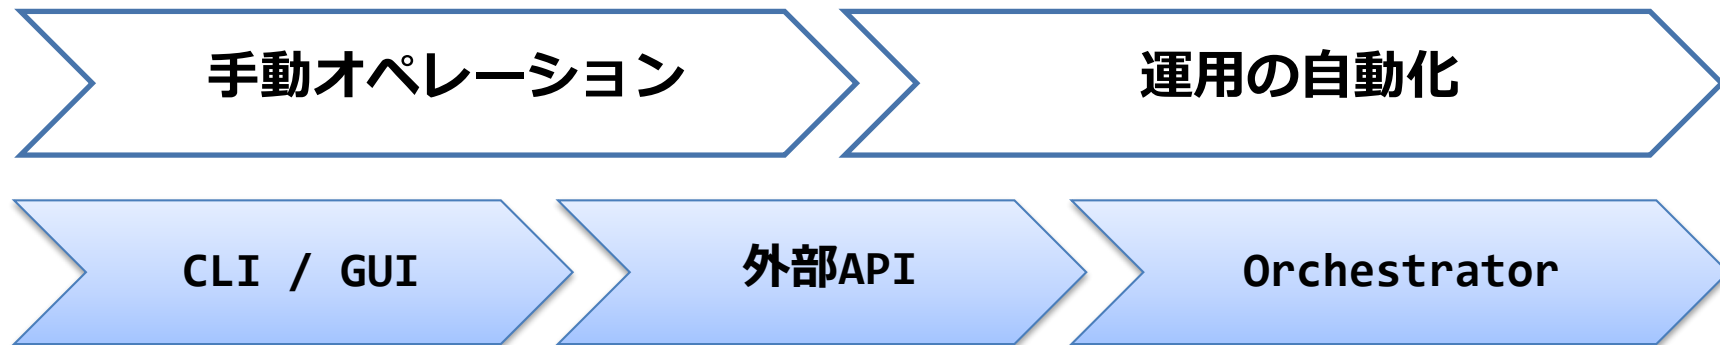 手動オペレーション
運用の自動化
CLI / GUI
外部API
Orchestrator